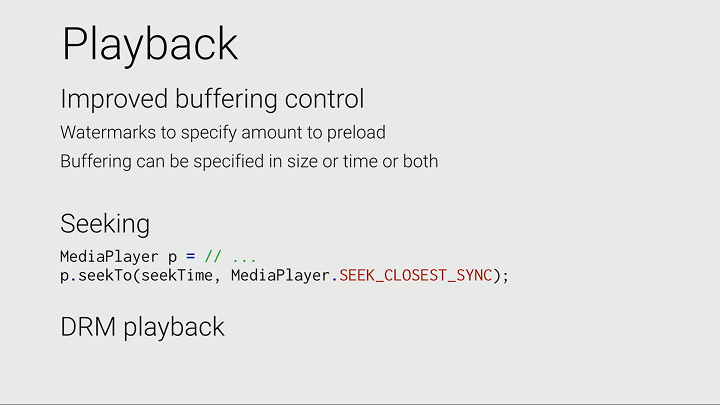 Playback
Improved buffering control
Watermarks to specify amount to preload
Buffering can be specified in size or time or both
Seeking
MediaPlayer p = // ...
p.seekTo(seekTime, MediaPlayer.SEEK_CLOSEST_SYNC);
DRM playback